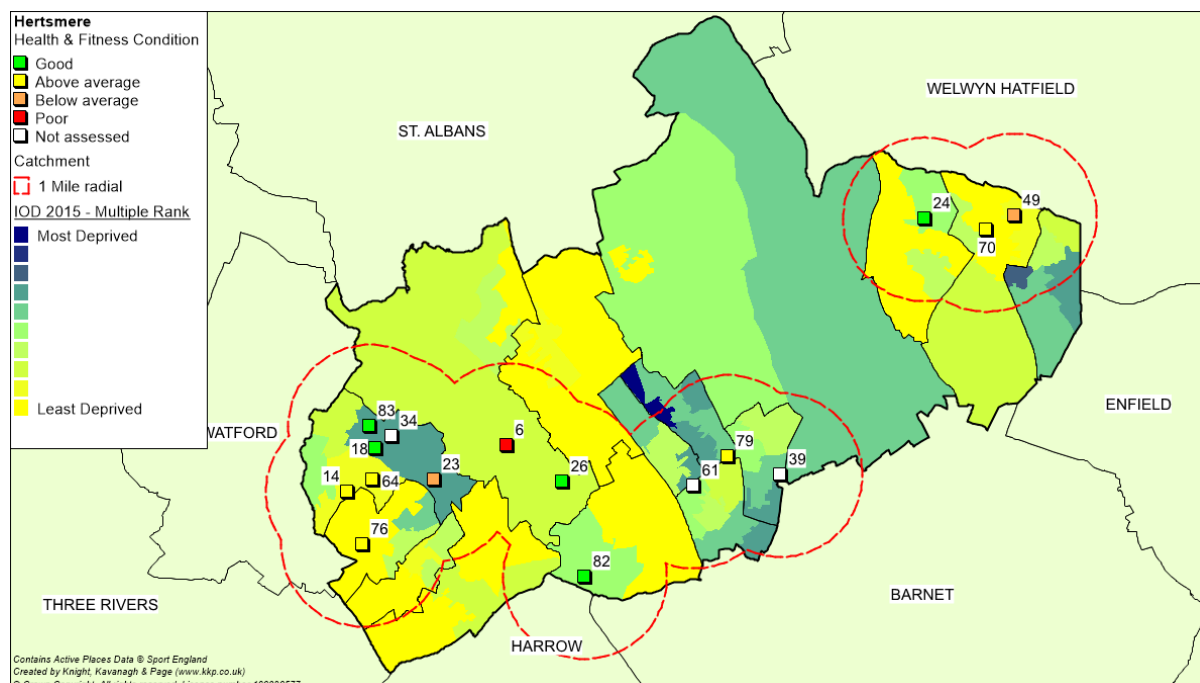 Hertsmere
Health & Fitness Condition
Good
Above average
Below average
Poor
Not assessed
Catchment
1 Mile radial
IOD 2015 - Multiple Rank
Most Deprived
Least Deprived
ST. ALBANS
WELWYN HATFIELD
24
49
70
ENFIELD
WATFORD
83
34
18
6
79
23
26
61
39
14
64
76
82
THREE RIVERS
HARROW
BARNET
Contains Active Places Data ® Sport England
Created by Knight, Kavanagh & Page (www.kkp.co.uk)